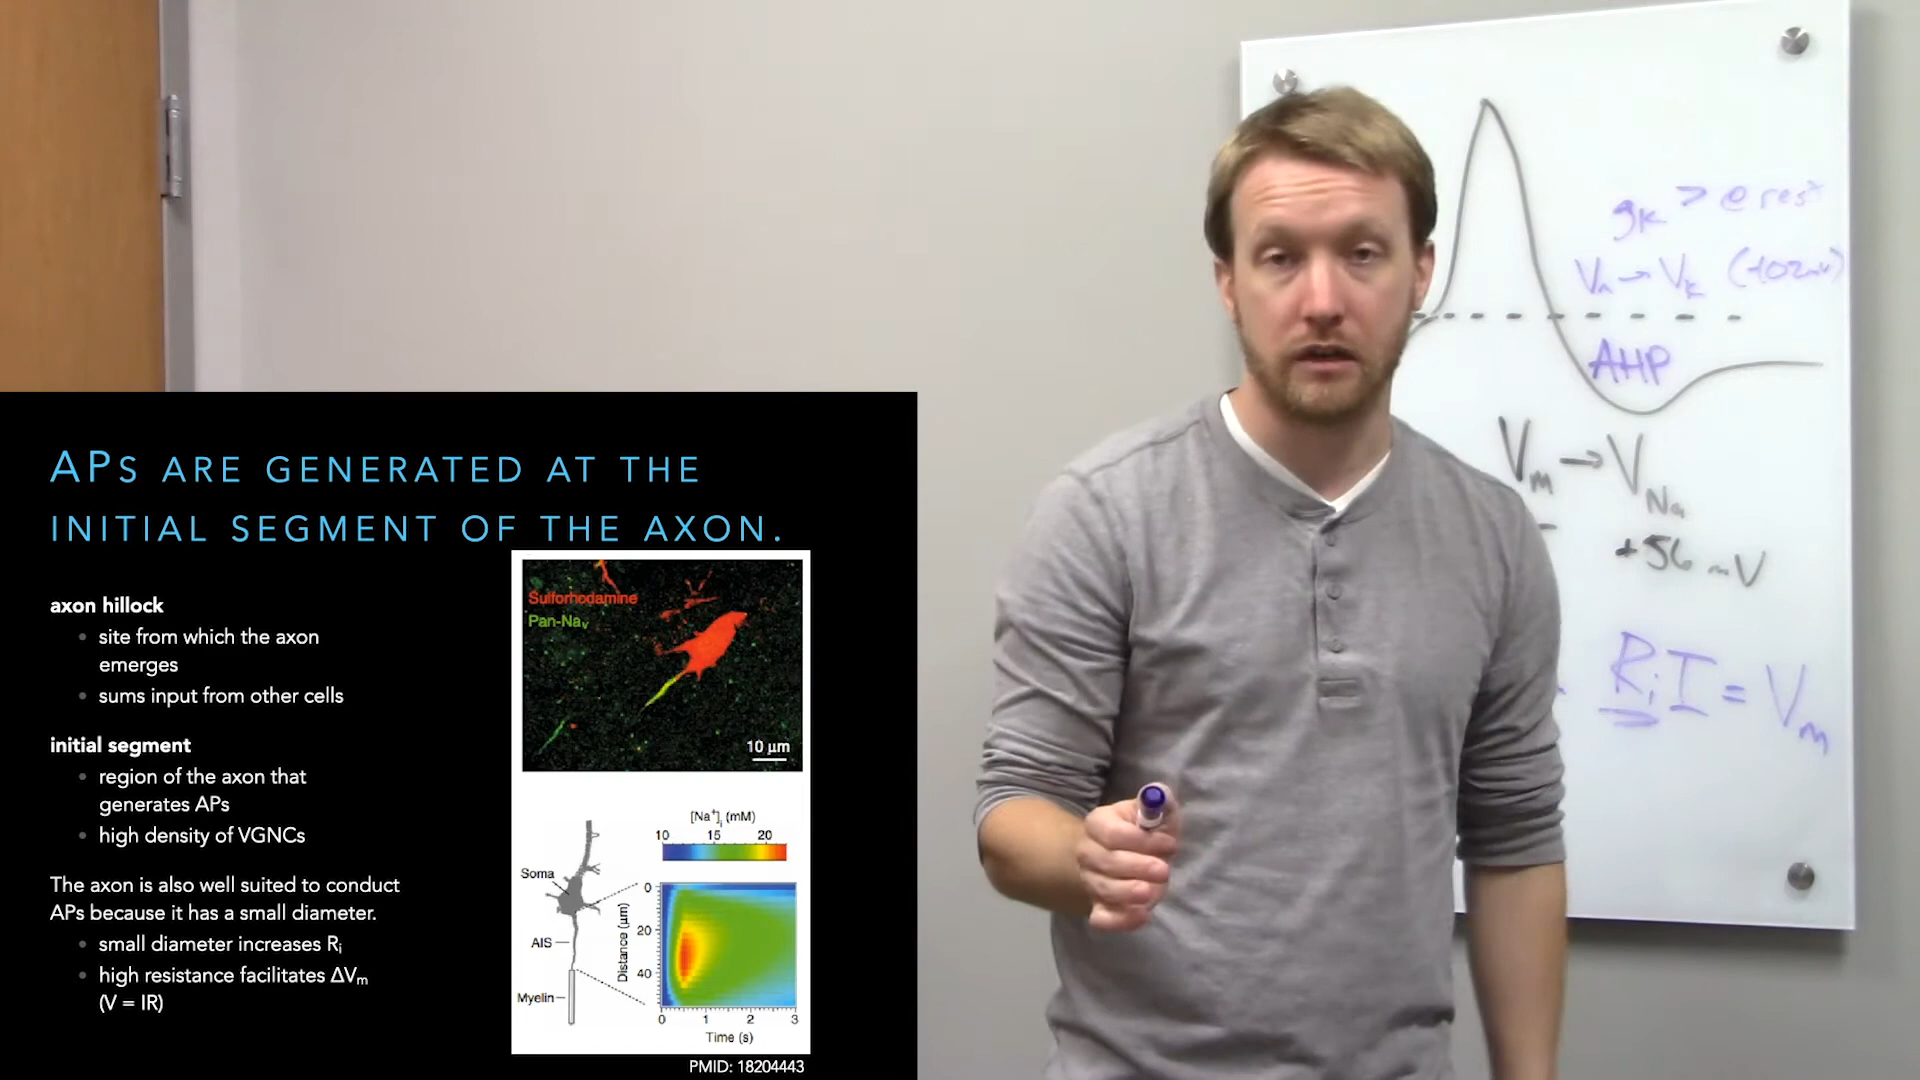 APs ARE GENERATED AT THE
INITIAL SEGMENT OF THE AXON.
axon hillock
• site from which the axon
emerges
• sums input from other cells
initial segment
• region of the axon that
generates APs
• high density of VGNCs
The axon is also well suited to conduct
APs because it has a small diameter.
• small diameter increases Rᵢ
• high resistance facilitates ΔVₘ
(V = IR)
Sulforhodamine
Pan-Naᵥ
10 μm
[Na⁺]ᵢ (mM)
10 15 20
Soma
AIS
Myelin
Distance (μm)
0
20
40
0 1 2 3
Time (s)
PMID: 18204443
gK > @ rest
Vm → VK (-102mV)
AHP
Vm → VNa
+56 mV
RᵢI = Vm